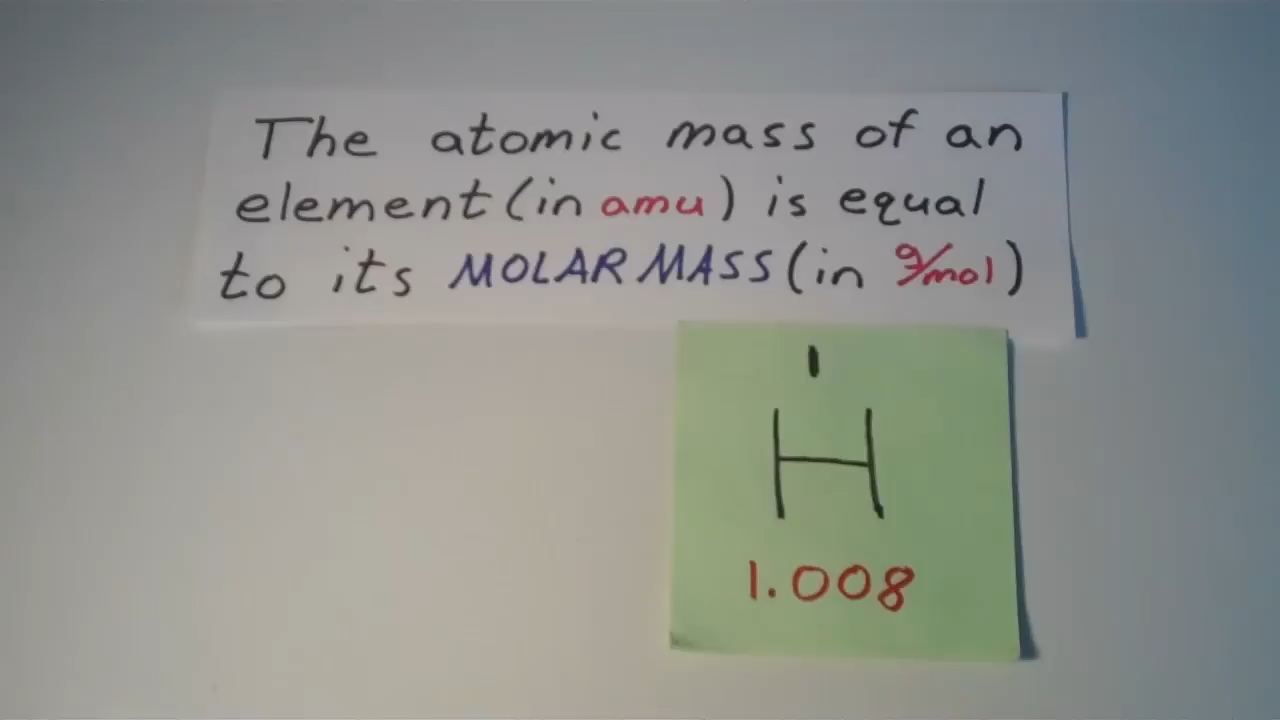 The atomic mass of an
element (in amu) is equal
to its MOLAR MASS (in g/mol)
1
H
1.008